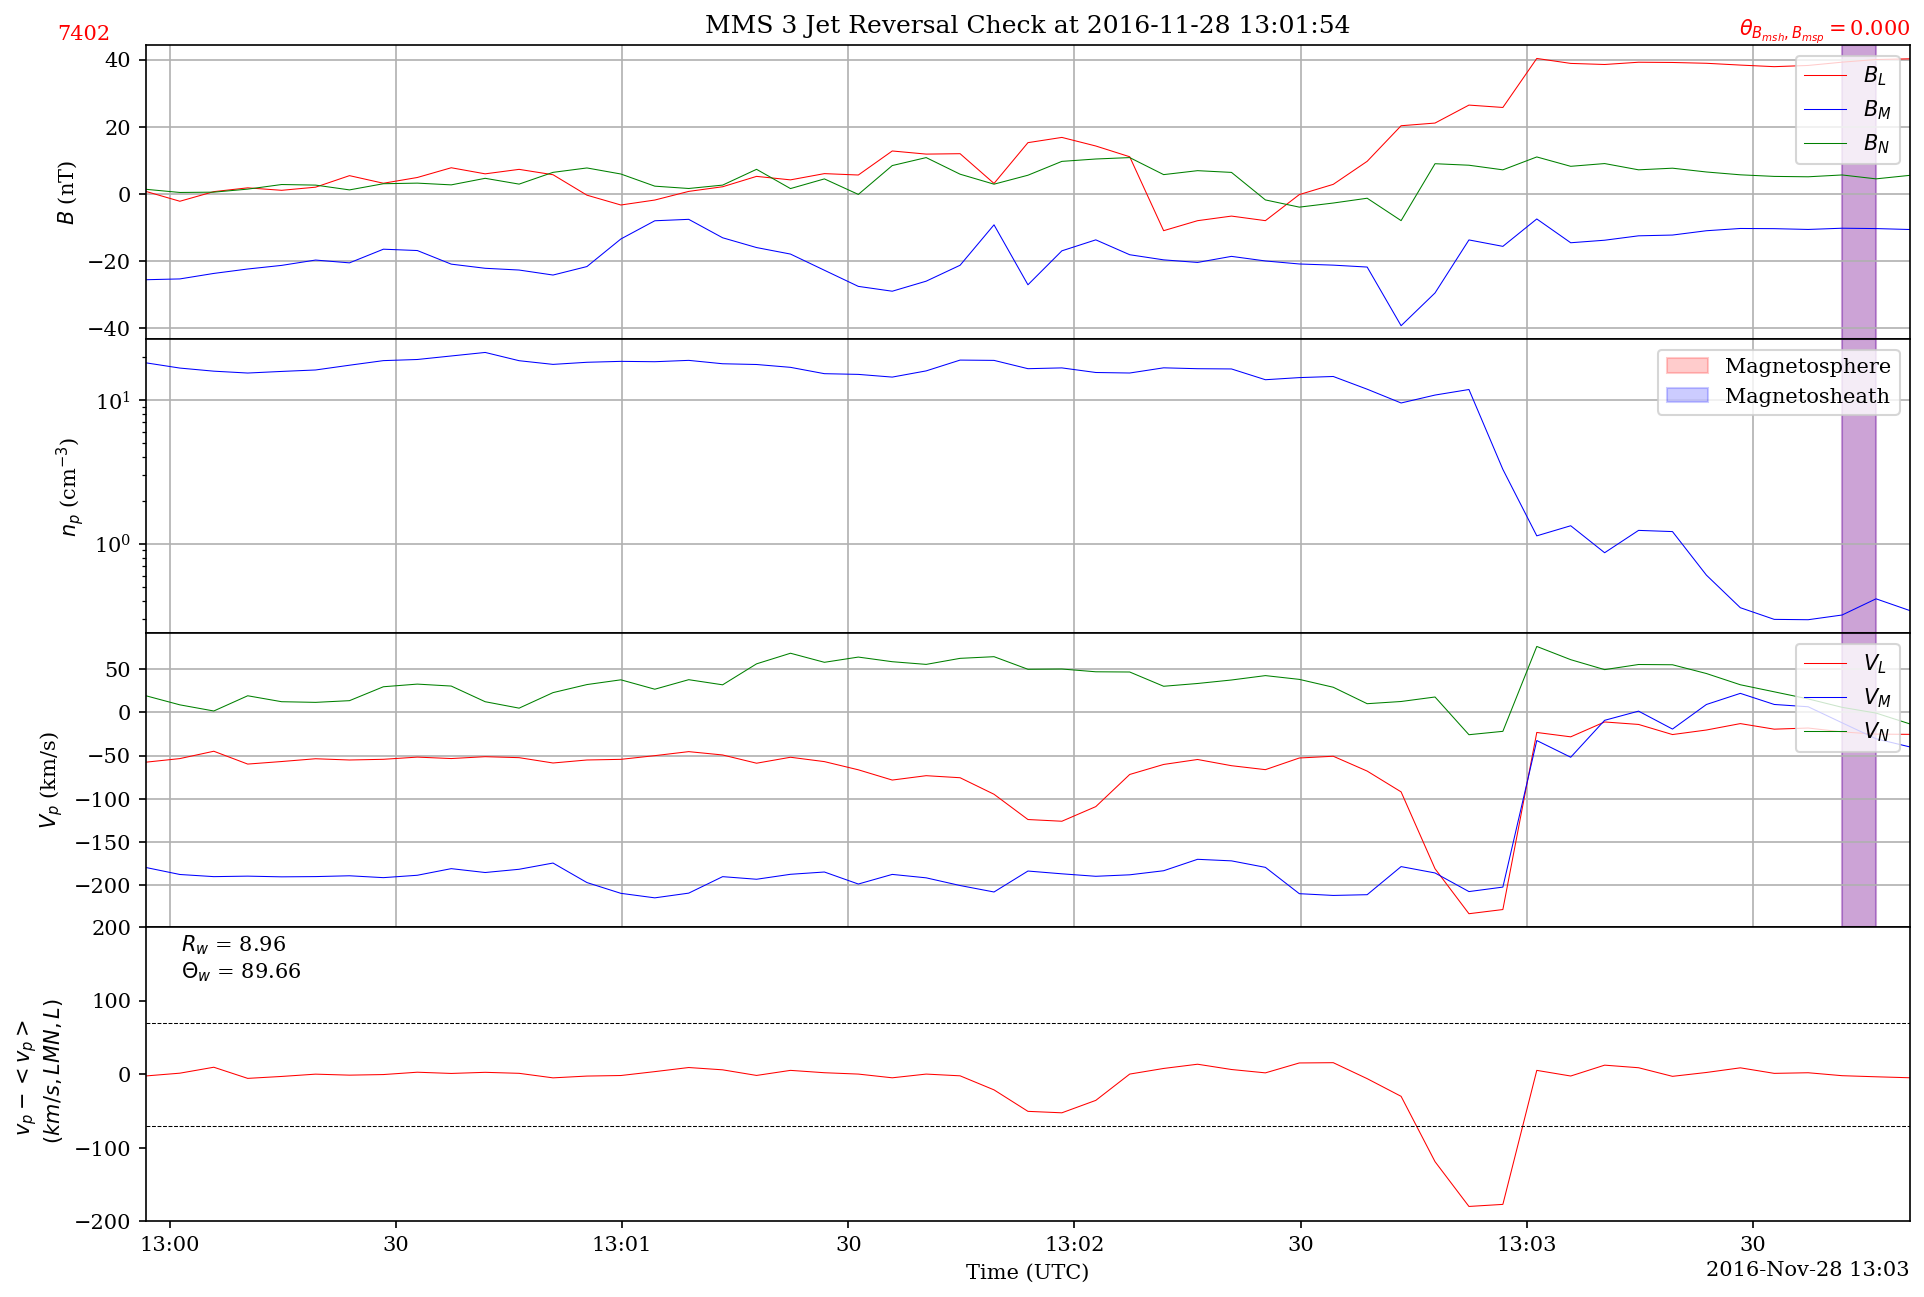 MMS 3 Jet Reversal Check at 2016-11-28 13:01:54
7402
θ_{B_{msh}, B_{msp}} = 0.000
40
20
0
−20
−40
B (nT)
B_L
B_M
B_N
10^1
10^0
n_p (cm^{−3})
Magnetosphere
Magnetosheath
50
0
−50
−100
−150
−200
V_p (km/s)
V_L
V_M
V_N
200
100
0
−100
−200
v_p − < v_p >
(km/s, LMN, L)
R_w = 8.96
Θ_w = 89.66
13:00
30
13:01
30
13:02
30
13:03
30
Time (UTC)
2016-Nov-28 13:03